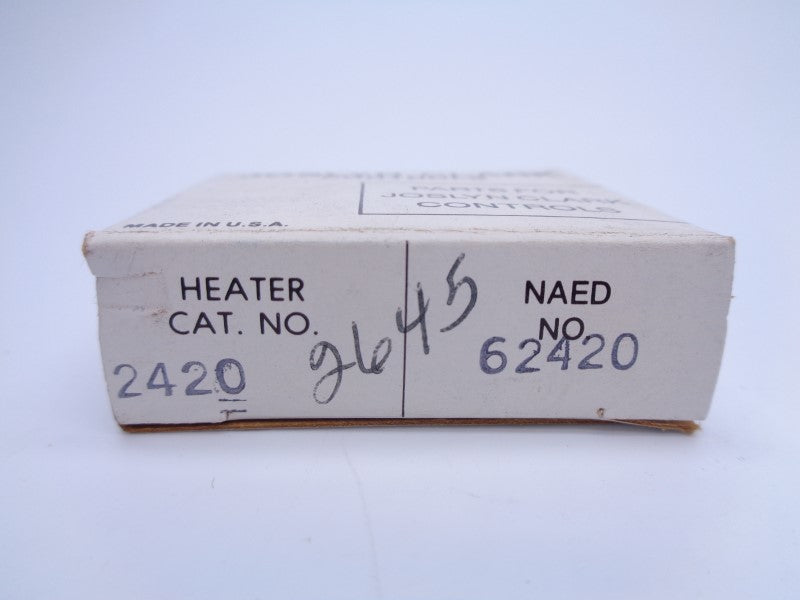 PARTS FOR
JOSLYN CLARK
CONTROLS
MADE IN U.S.A.
HEATER
CAT. NO.
2420
2645
NAED
NO.
62420